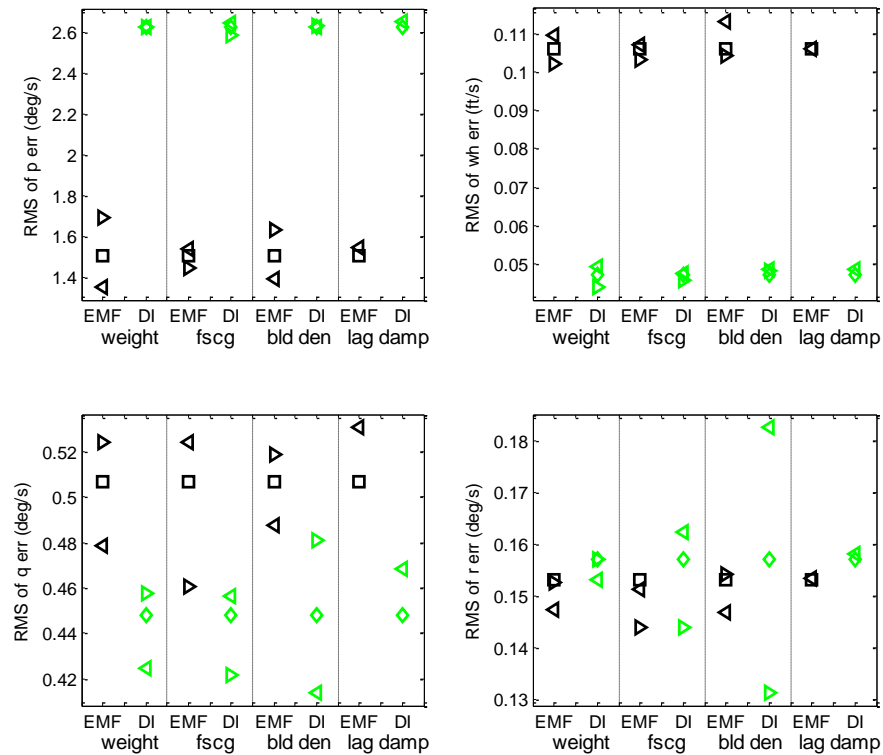 RMS of p err (deg/s)
2.6
2.4
2.2
2
1.8
1.6
1.4
EMF DI EMF DI EMF DI EMF DI
weight fscg bld den lag damp
RMS of wh err (ft/s)
0.11
0.1
0.09
0.08
0.07
0.06
0.05
EMF DI EMF DI EMF DI EMF DI
weight fscg bld den lag damp
RMS of q err (deg/s)
0.52
0.5
0.48
0.46
0.44
0.42
EMF DI EMF DI EMF DI EMF DI
weight fscg bld den lag damp
RMS of r err (deg/s)
0.18
0.17
0.16
0.15
0.14
0.13
EMF DI EMF DI EMF DI EMF DI
weight fscg bld den lag damp